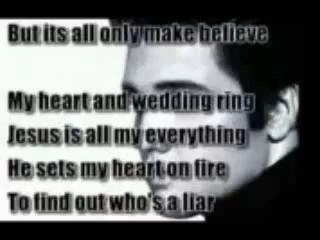 But its all only make believe
My heart and wedding ring
Jesus is all my everything
He sets my heart on fire
To find out who's a liar